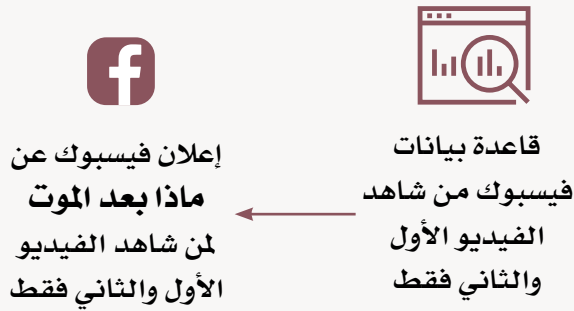 قاعدة بيانات
فيسبوك من شاهد
الفيديو الأول
والثاني فقط
إعلان فيسبوك عن
ماذا بعد الموت
لمن شاهد الفيديو
الأول والثاني فقط